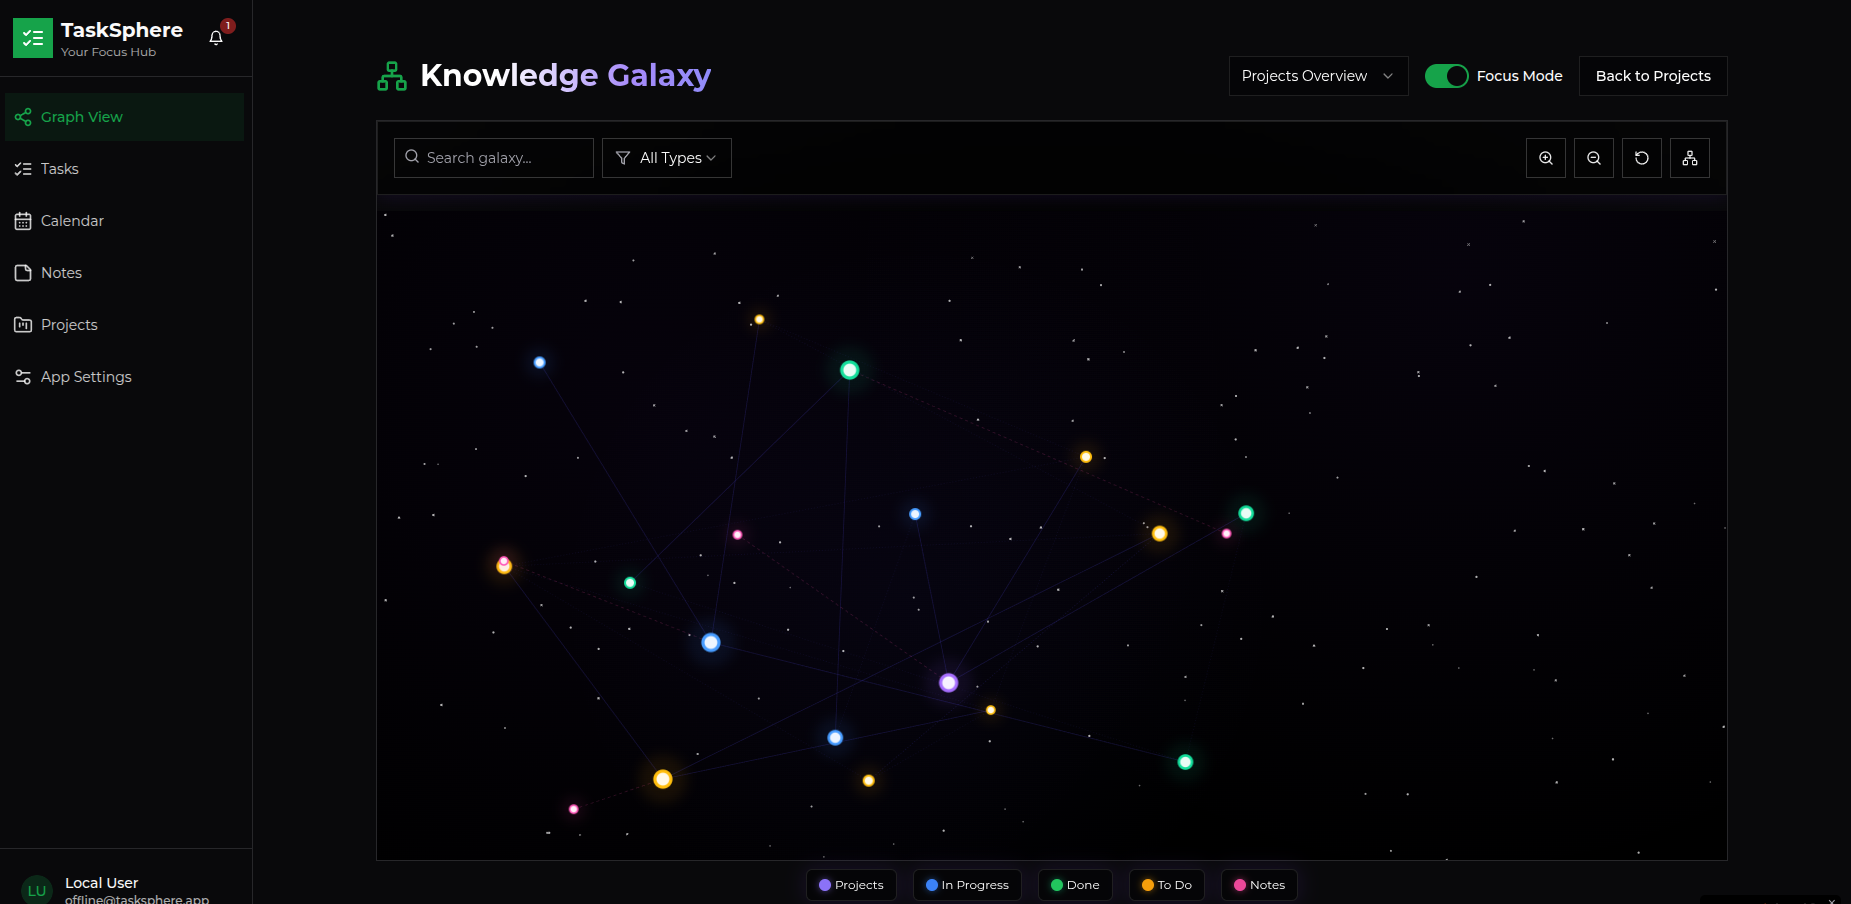 TaskSphere
Your Focus Hub
1
Graph View
Tasks
Calendar
Notes
Projects
App Settings
LU
Local User
offline@tasksphere.app
Knowledge Galaxy
Projects Overview
Focus Mode
Back to Projects
Search galaxy...
All Types
Projects
In Progress
Done
To Do
Notes